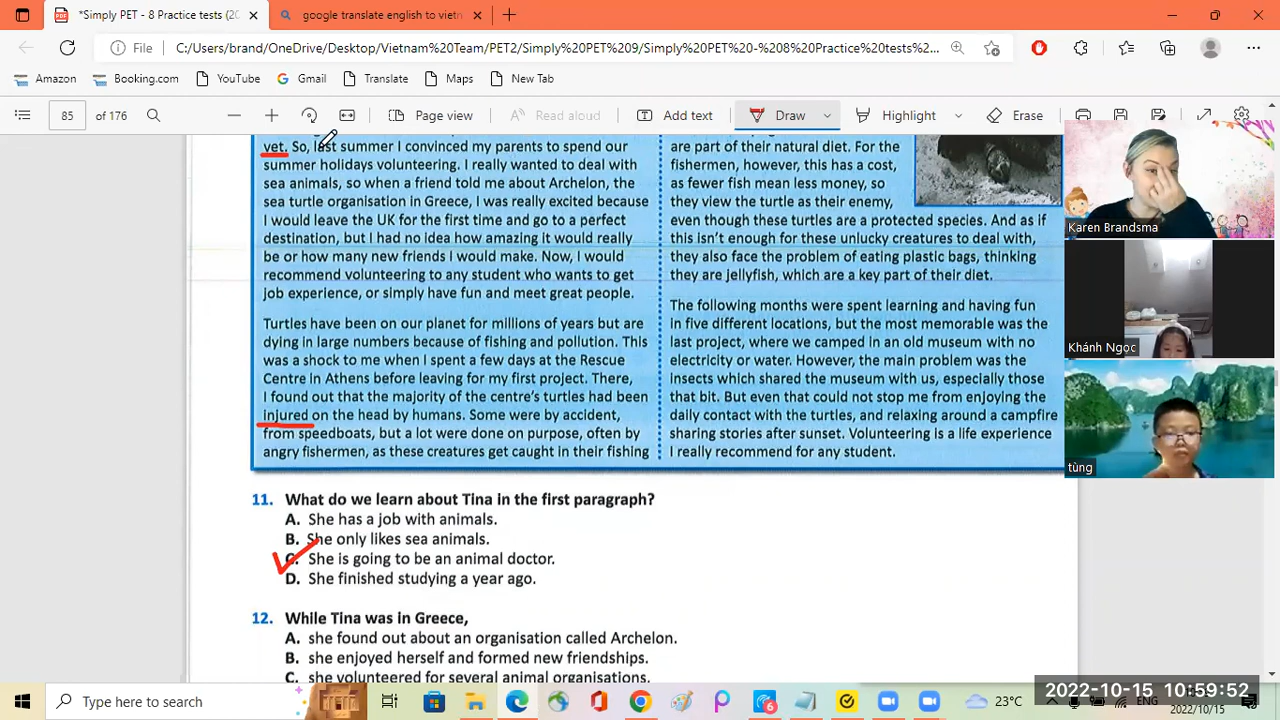 *Simply PET - 8 Practice tests (20
google translate english to vietn
File
C:/Users/brand/OneDrive/Desktop/Vietnam%20Team/PET2/Simply%20PET%209/Simply%20PET%20-%208%20Practice%20tests%2...
Amazon
Booking.com
YouTube
Gmail
Translate
Maps
New Tab
85
of 176
Page view
Read aloud
Add text
Draw
Highlight
Erase
vet. So, last summer I convinced my parents to spend our
summer holidays volunteering. I really wanted to deal with
sea animals, so when a friend told me about Archelon, the
sea turtle organisation in Greece, I was really excited because
I would leave the UK for the first time and go to a perfect
destination, but I had no idea how amazing it would really
be or how many new friends I would make. Now, I would
recommend volunteering to any student who wants to get
job experience, or simply have fun and meet great people.
Turtles have been on our planet for millions of years but are
dying in large numbers because of fishing and pollution. This
was a shock to me when I spent a few days at the Rescue
Centre in Athens before leaving for my first project. There,
I found out that the majority of the centre's turtles had been
injured on the head by humans. Some were by accident,
from speedboats, but a lot were done on purpose, often by
angry fishermen, as these creatures get caught in their fishing
are part of their natural diet. For the
fishermen, however, this has a cost,
as fewer fish mean less money, so
they view the turtle as their enemy,
even though these turtles are a protected species. And as if
this isn't enough for these unlucky creatures to deal with,
they also face the problem of eating plastic bags, thinking
they are jellyfish, which are a key part of their diet.
The following months were spent learning and having fun
in five different locations, but the most memorable was the
last project, where we camped in an old museum with no
electricity or water. However, the main problem was the
insects which shared the museum with us, especially those
that bit. But even that could not stop me from enjoying the
daily contact with the turtles, and relaxing around a campfire
sharing stories after sunset. Volunteering is a life experience
I really recommend for any student.
11. What do we learn about Tina in the first paragraph?
A. She has a job with animals.
B. She only likes sea animals.
C. She is going to be an animal doctor.
D. She finished studying a year ago.
12. While Tina was in Greece,
A. she found out about an organisation called Archelon.
B. she enjoyed herself and formed new friendships.
C. she volunteered for several animal organisations.
Karen Brandsma
Khánh Ngọc
tùng
Type here to search
6
23°C
ENG
2022-10-15 10:59:52
2022/10/15